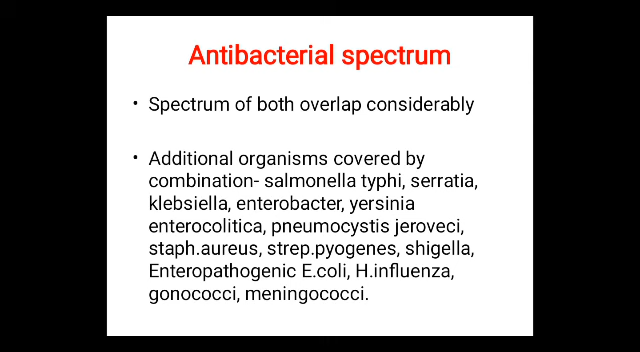 Antibacterial spectrum
• Spectrum of both overlap considerably
• Additional organisms covered by
combination- salmonella typhi, serratia,
klebsiella, enterobacter, yersinia
enterocolitica, pneumocystis jeroveci,
staph.aureus, strep.pyogenes, shigella,
Enteropathogenic E.coli, H.influenza,
gonococci, meningococci.